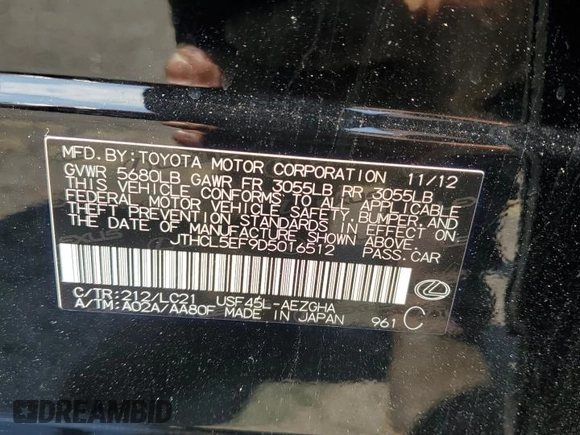 MFD.BY:TOYOTA MOTOR CORPORATION 11/12
GVWR 5680LB GAWR FR 3055LB RR 3055LB
THIS VEHICLE CONFORMS TO ALL APPLICABLE
FEDERAL MOTOR VEHICLE SAFETY,BUMPER,AND
THEFT PREVENTION STANDARDS IN EFFECT ON
THE DATE OF MANUFACTURE SHOWN ABOVE.
JTHCL5EF9D5016512 PASS.CAR
C/TR:212/LC21 USF45L-AEZGHA
A/TM:A02A/AA80F MADE IN JAPAN 961 C
DREAMBID